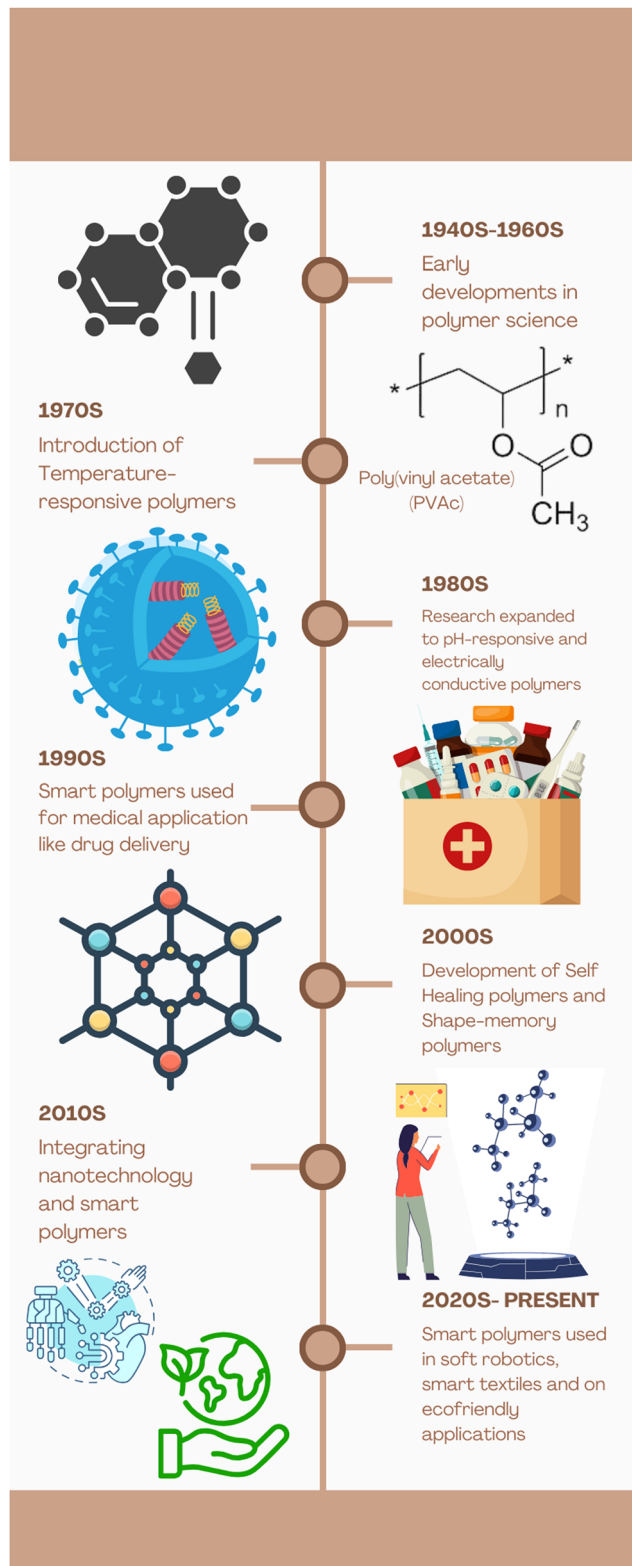 1940S-1960S
Early
developments in
polymer science
*
[
]
*
n
O
O
CH3
Poly(vinyl acetate)
(PVAc)
1970S
Introduction of
Temperature-
responsive polymers
1980S
Research expanded
to pH-responsive and
electrically
conductive polymers
1990S
Smart polymers used
for medical application
like drug delivery
2000S
Development of Self
Healing polymers and
Shape-memory
polymers
2010S
Integrating
nanotechnology
and smart
polymers
2020S- PRESENT
Smart polymers used
in soft robotics,
smart textiles and on
ecofriendly
applications